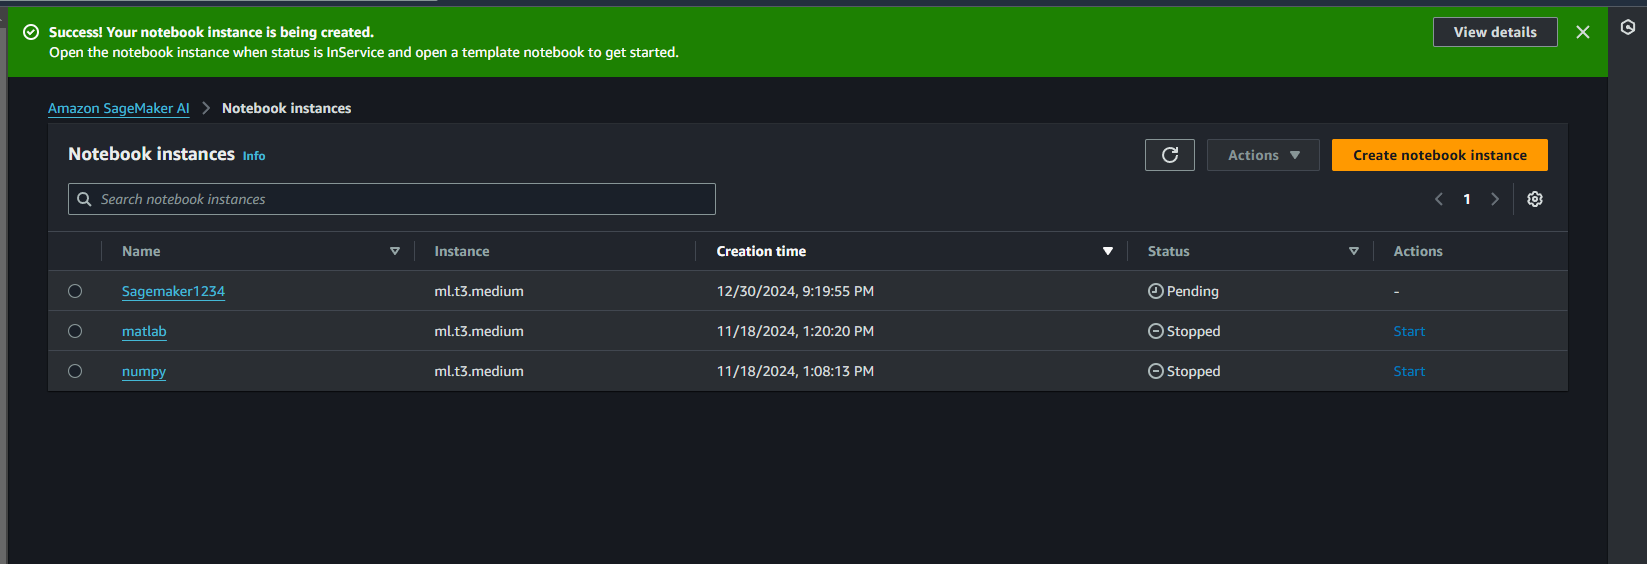 Success! Your notebook instance is being created.
View details
Open the notebook instance when status is InService and open a template notebook to get started.
Amazon SageMaker AI > Notebook instances
Notebook instances Info
Actions
Create notebook instance
Search notebook instances
1
Name Instance Creation time Status Actions
Sagemaker1234 ml.t3.medium 12/30/2024, 9:19:55 PM Pending -
matlab ml.t3.medium 11/18/2024, 1:20:20 PM Stopped Start
numpy ml.t3.medium 11/18/2024, 1:08:13 PM Stopped Start